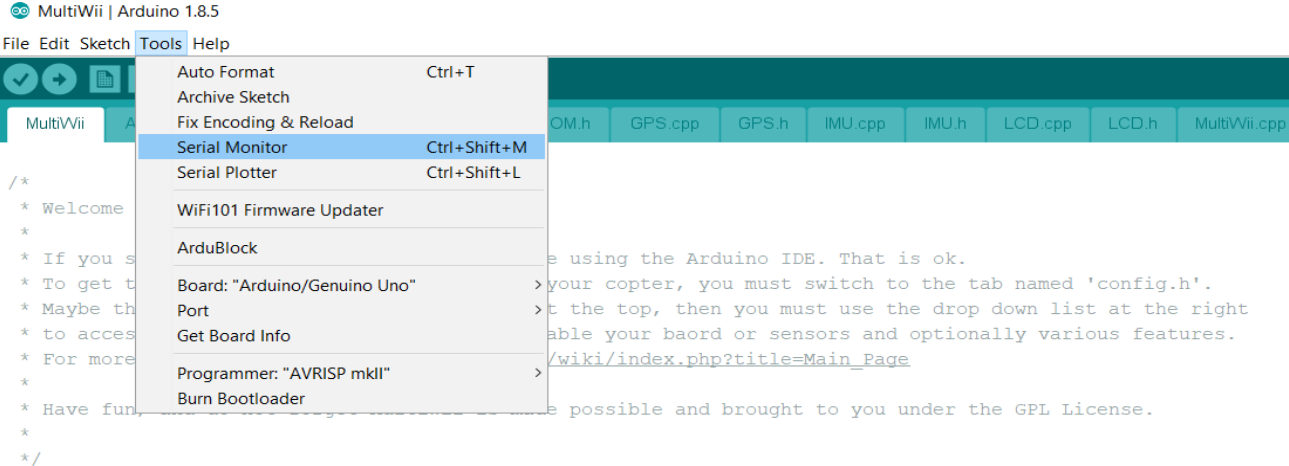 MultiWii | Arduino 1.8.5
File Edit Sketch Tools Help
Auto Format Ctrl+T
Archive Sketch
Fix Encoding & Reload
Serial Monitor Ctrl+Shift+M
Serial Plotter Ctrl+Shift+L
WiFi101 Firmware Updater
ArduBlock
Board: "Arduino/Genuino Uno" >
Port >
Get Board Info
Programmer: "AVRISP mkII" >
Burn Bootloader
MultiWii A OM.h GPS.cpp GPS.h IMU.cpp IMU.h LCD.cpp LCD.h MultiWii.cpp
/*
* Welcome
*
* If you s e using the Arduino IDE. That is ok.
* To get t your copter, you must switch to the tab named 'config.h'.
* Maybe th t the top, then you must use the drop down list at the right
* to acces able your baord or sensors and optionally various features.
* For more /wiki/index.php?title=Main_Page
*
* Have fun, possible and brought to you under the GPL License.
*
*/